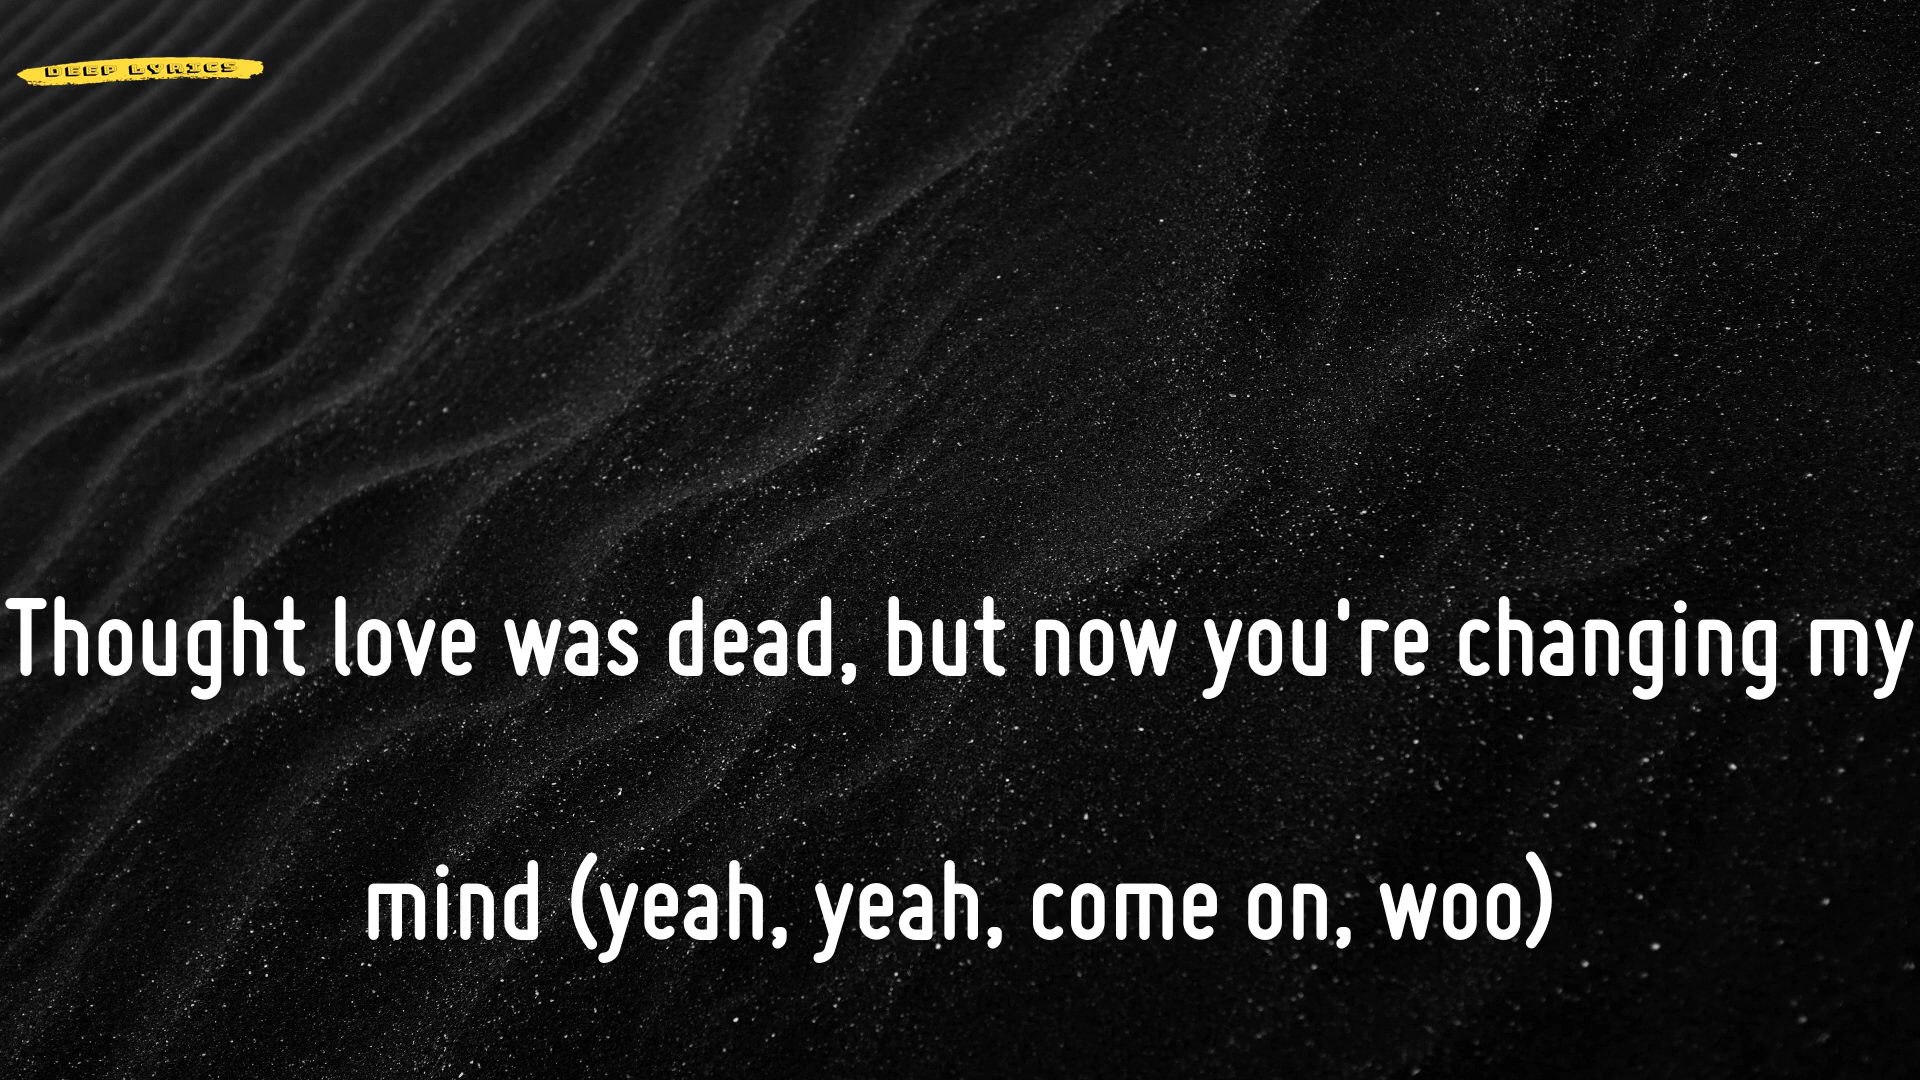 DEEP LYRICS
Thought love was dead, but now you're changing my
mind (yeah, yeah, come on, woo)